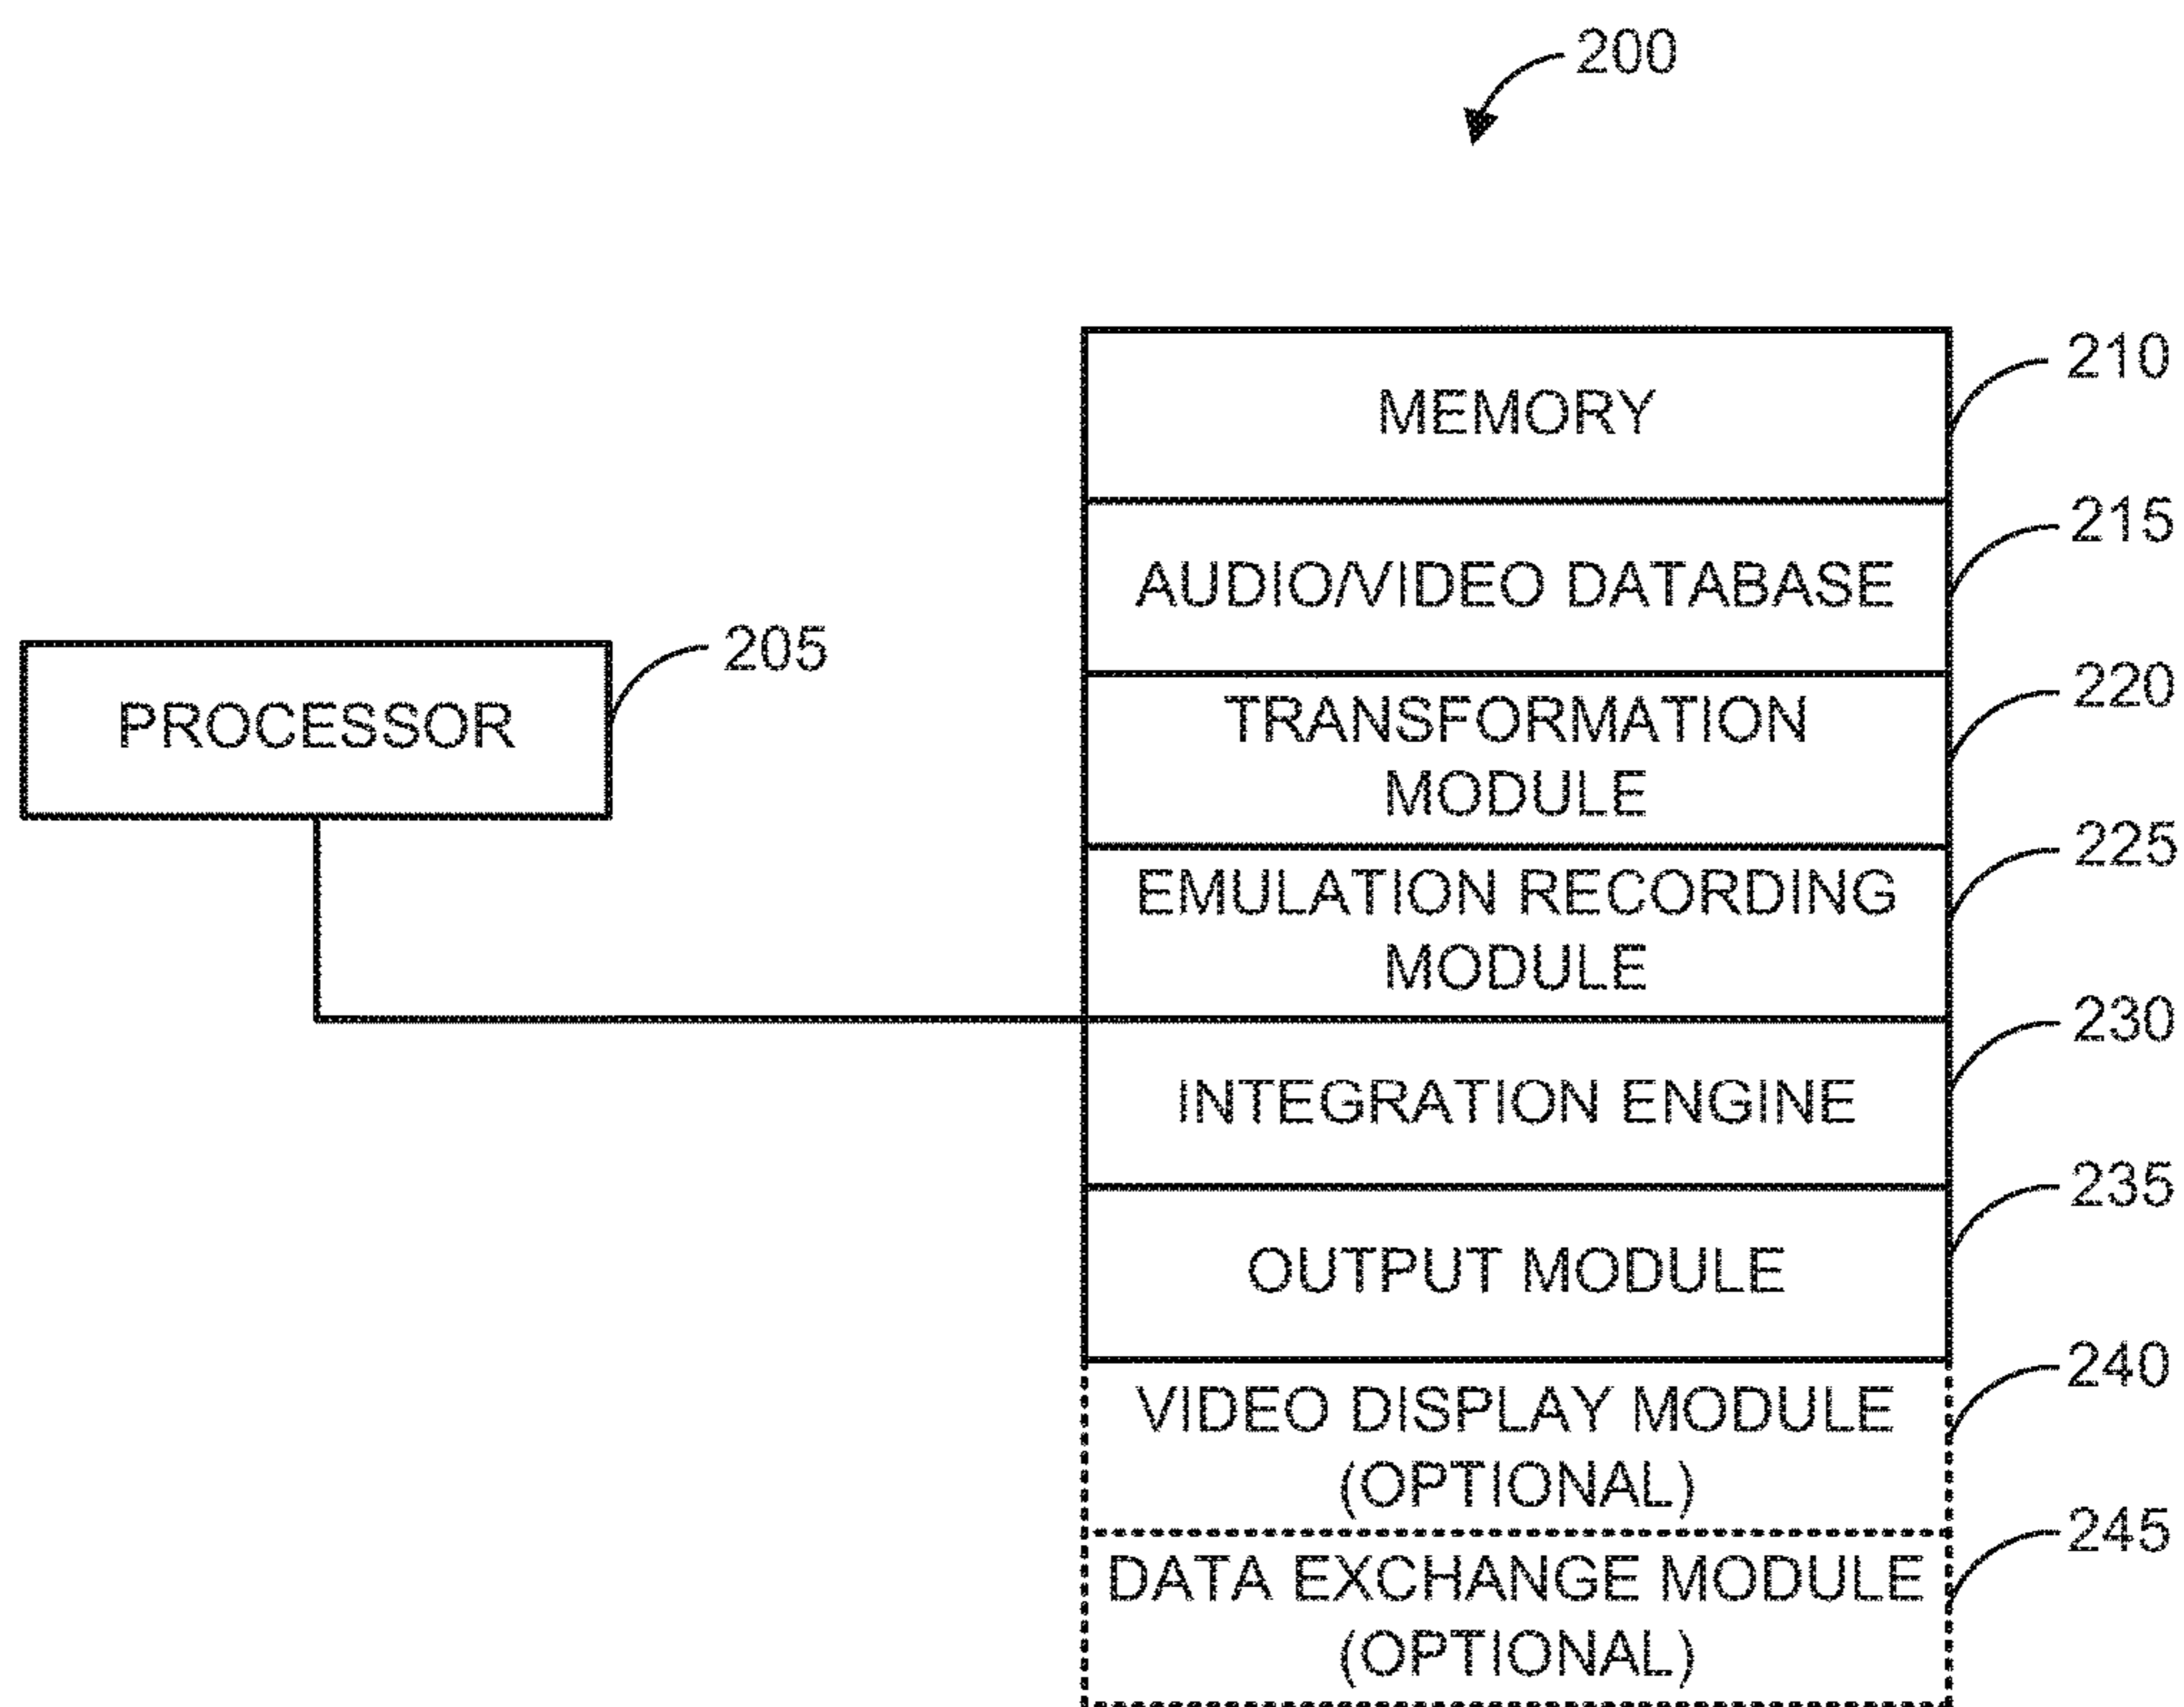 200
MEMORY
210
AUDIO/VIDEO DATABASE
215
PROCESSOR
205
TRANSFORMATION
MODULE
220
EMULATION RECORDING
MODULE
225
INTEGRATION ENGINE
230
OUTPUT MODULE
235
VIDEO DISPLAY MODULE
(OPTIONAL)
240
DATA EXCHANGE MODULE
(OPTIONAL)
245